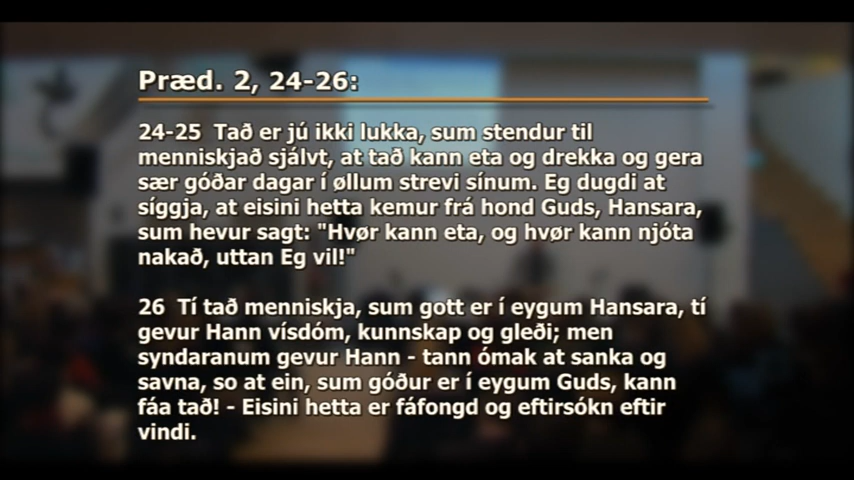 Præd. 2, 24-26:
24-25  Tað er jú ikki lukka, sum stendur til
menniskjað sjálvt, at tað kann eta og drekka og gera
sær góðar dagar í øllum strevi sínum. Eg dugdi at
síggja, at eisini hetta kemur frá hond Guds, Hansara,
sum hevur sagt: "Hvør kann eta, og hvør kann njóta
nakað, uttan Eg vil!"
26  Tí tað menniskja, sum gott er í eygum Hansara, tí
gevur Hann vísdóm, kunnskap og gleði; men
syndaranum gevur Hann - tann ómak at sanka og
savna, so at ein, sum góður er í eygum Guds, kann
fáa tað! - Eisini hetta er fáfongd og eftirsókn eftir
vindi.